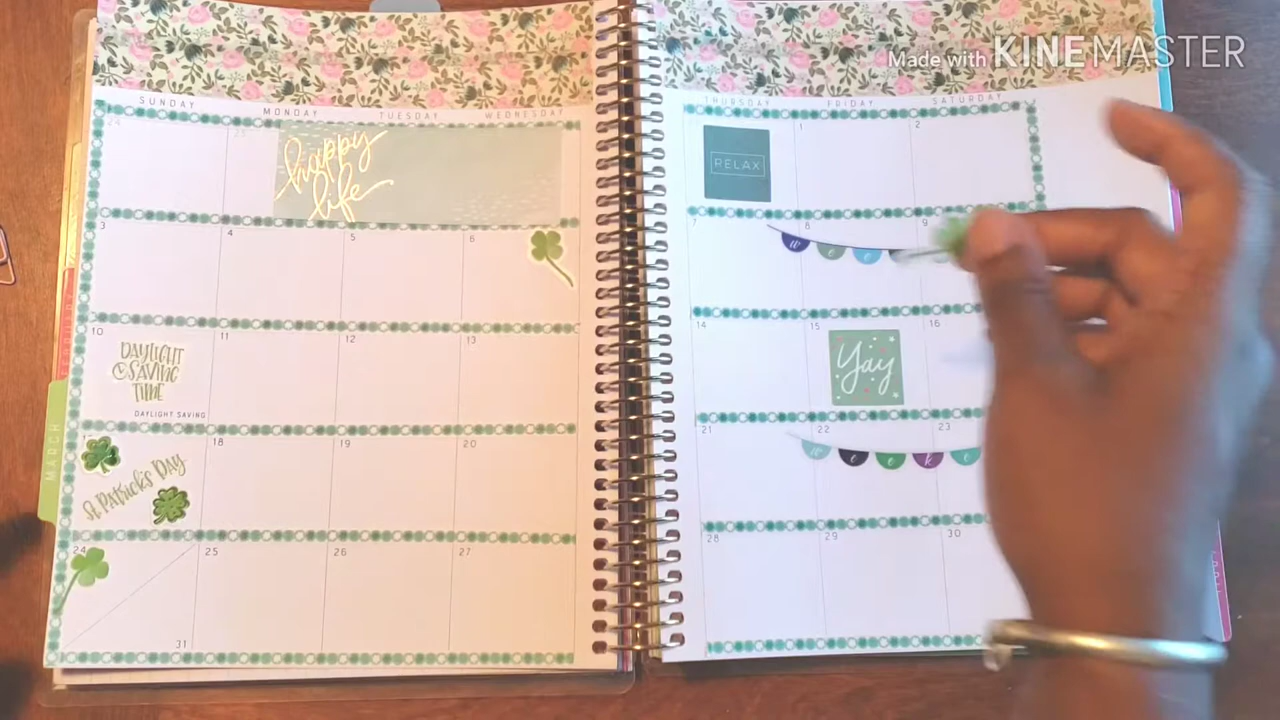 Made with KINEMASTER
SUNDAY MONDAY TUESDAY WEDNESDAY THURSDAY FRIDAY SATURDAY
happy
life
RELAX
1 2
3 4 5 6 7 8 9
w e e
10 11 12 13 14 15 16
DAYLIGHT
SAVING
TIME
DAYLIGHT SAVING
Yay
MARCH
18 19 20 21 22 23
St. PATRICK'S DAY
w e e k e
24 25 26 27 28 29 30
31